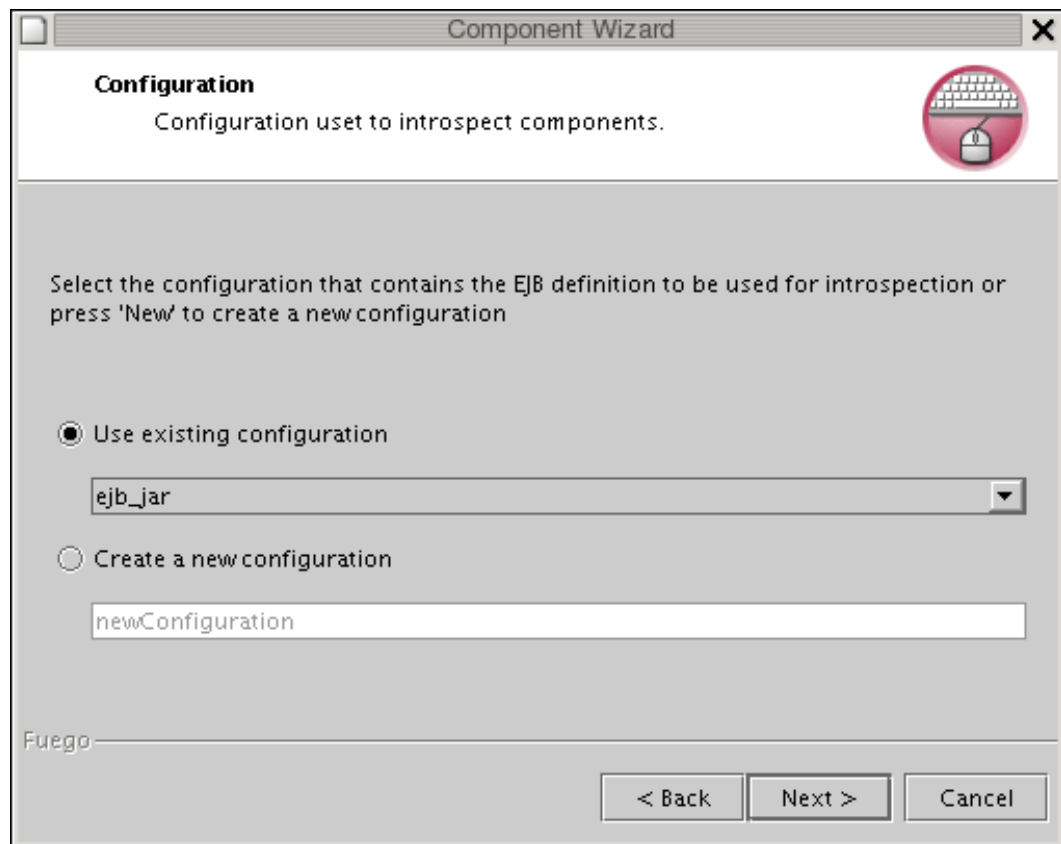 Component Wizard
Configuration
Configuration uset to introspect components.
Select the configuration that contains the EJB definition to be used for introspection or
press 'New' to create a new configuration
Use existing configuration
ejb_jar
Create a new configuration
newConfiguration
Fuego
< Back Next > Cancel